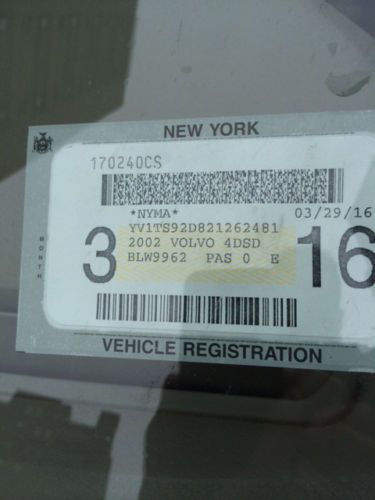 NEW YORK
170240CS
*NYMA* 03/29/16
YV1TS92D821262481
2002 VOLVO 4DSD
BLW9962 PAS 0 E
MONTH
3 16
VEHICLE REGISTRATION